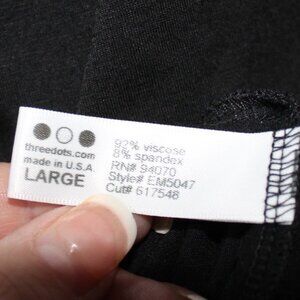 threedots.com
made in U.S.A.
LARGE
92% viscose
8% spandex
RN# 94070
Style# EM5047
Cut# 617548